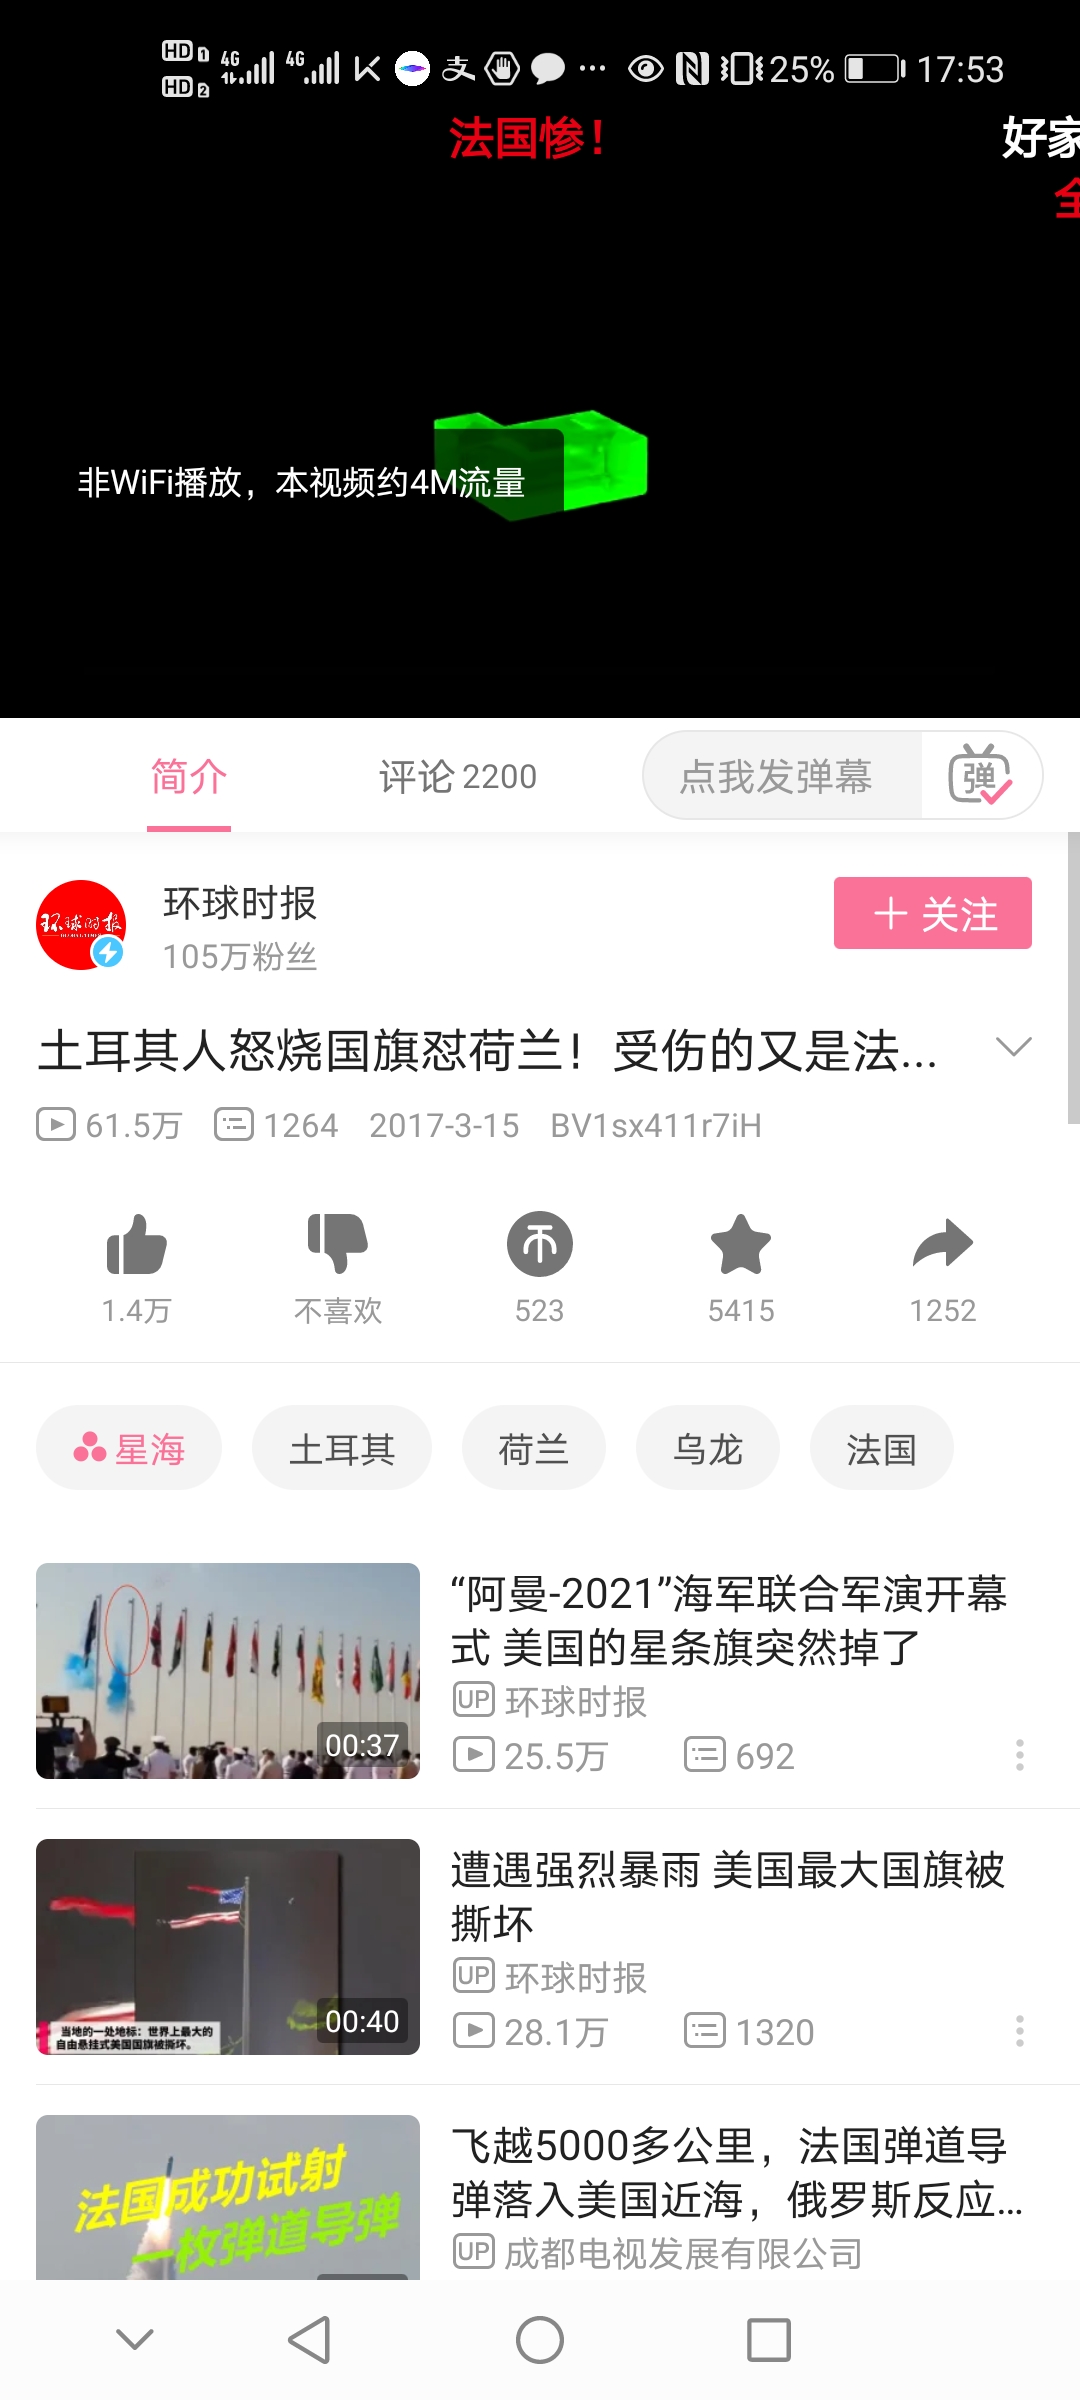 HD 1 4G 4G 25% 17:53
HD 2
法国惨！
好家
全
非WiFi播放，本视频约4M流量
简介 评论 2200 点我发弹幕 弹
环球时报
环球时报
105万粉丝
＋ 关注
土耳其人怒烧国旗怼荷兰！受伤的又是法...
61.5万 1264 2017-3-15 BV1sx411r7iH
1.4万 不喜欢 523 5415 1252
星海 土耳其 荷兰 乌龙 法国
00:37
“阿曼-2021”海军联合军演开幕
式 美国的星条旗突然掉了
UP 环球时报
25.5万 692
当地的一处地标：世界上最大的
自由悬挂式美国国旗被撕坏。
00:40
遭遇强烈暴雨 美国最大国旗被
撕坏
UP 环球时报
28.1万 1320
法国成功试射
一枚弹道导弹
飞越5000多公里，法国弹道导
弹落入美国近海，俄罗斯反应...
UP 成都电视发展有限公司